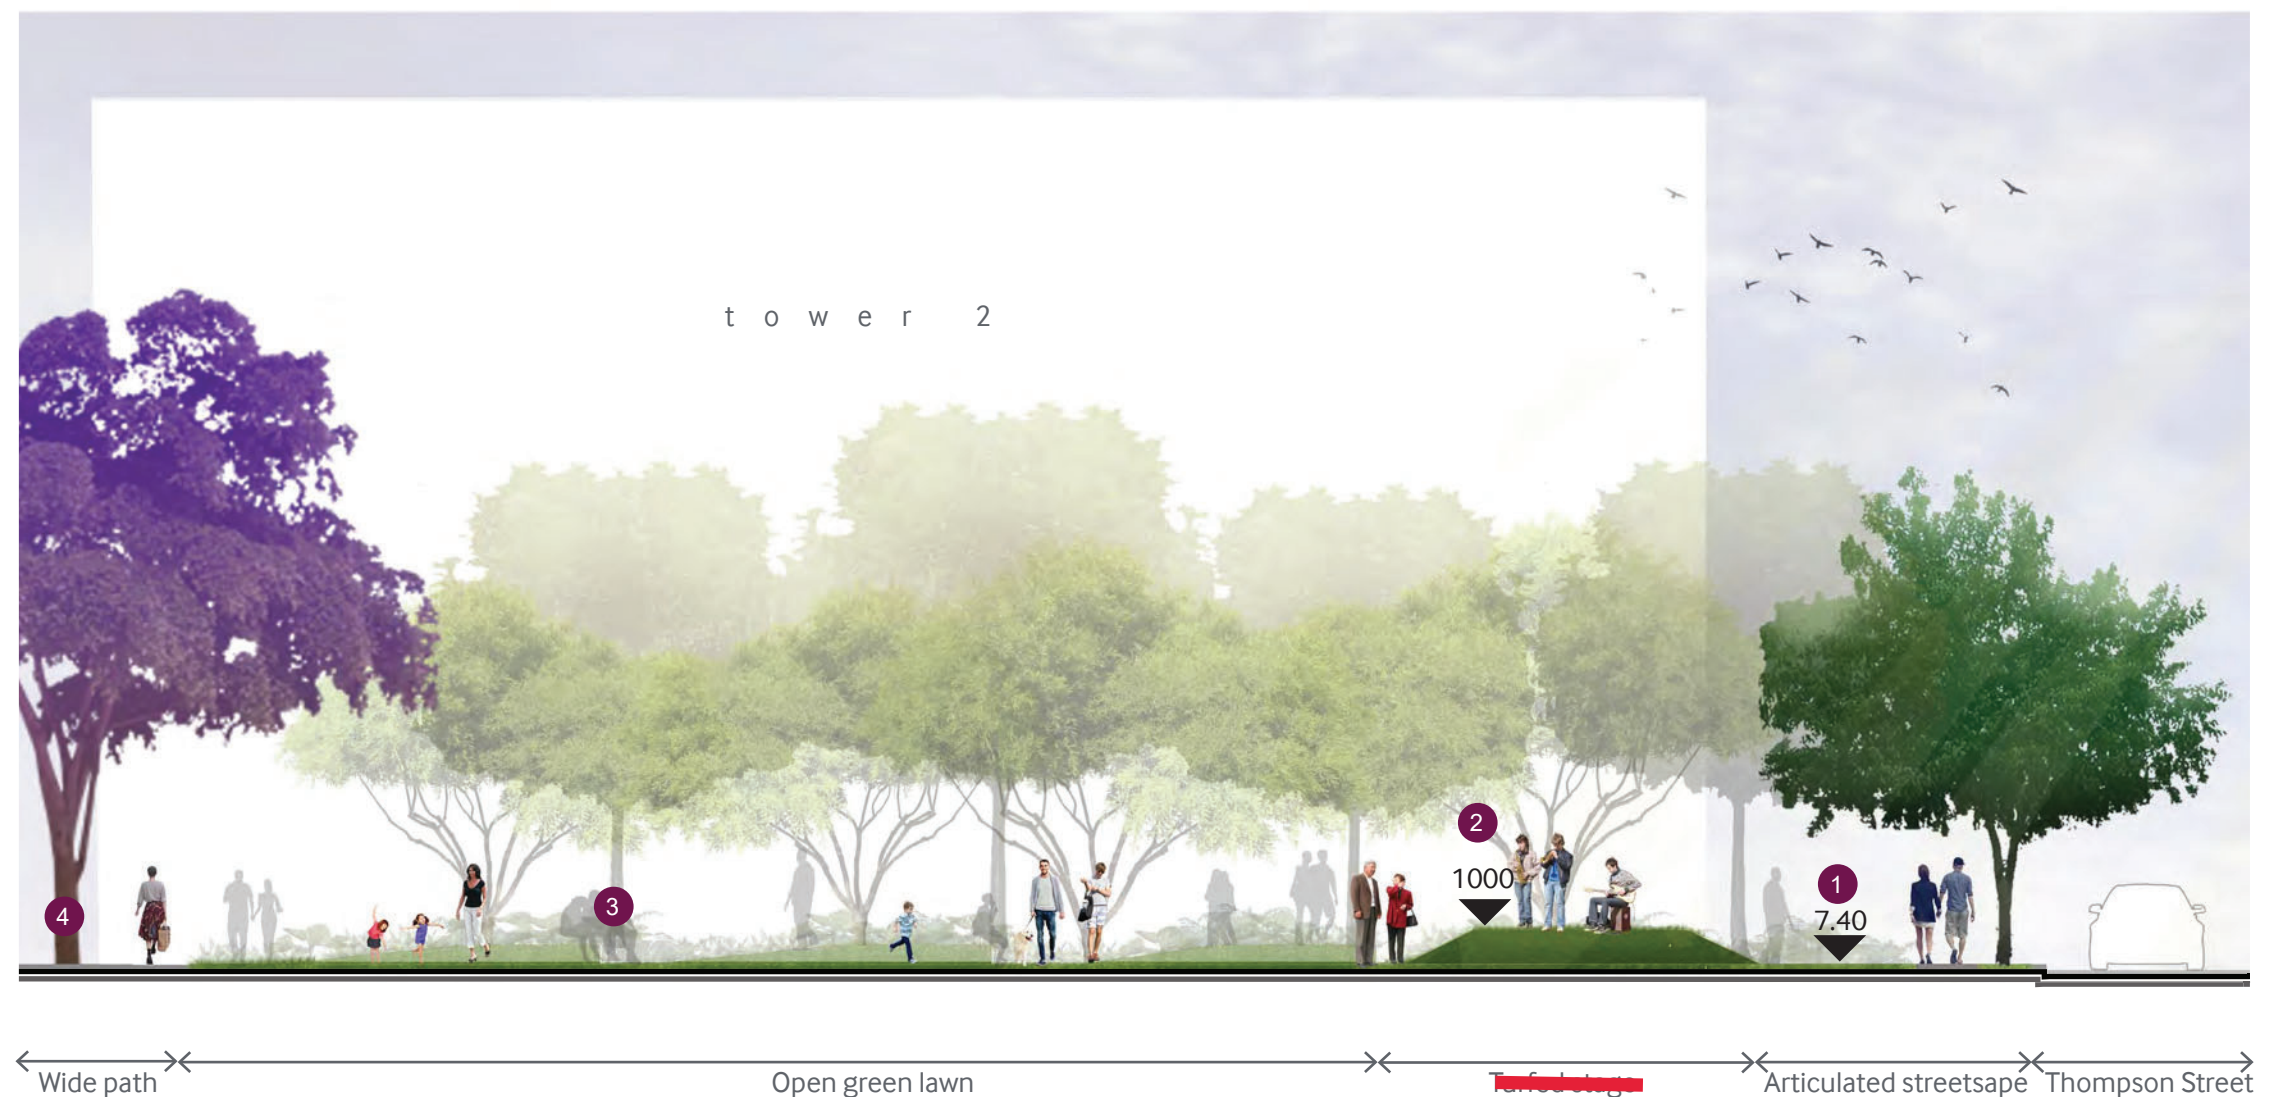 tower 2
2
1000
1
7.40
3
4
Wide path
Open green lawn
Articulated streetsape
Thompson Street